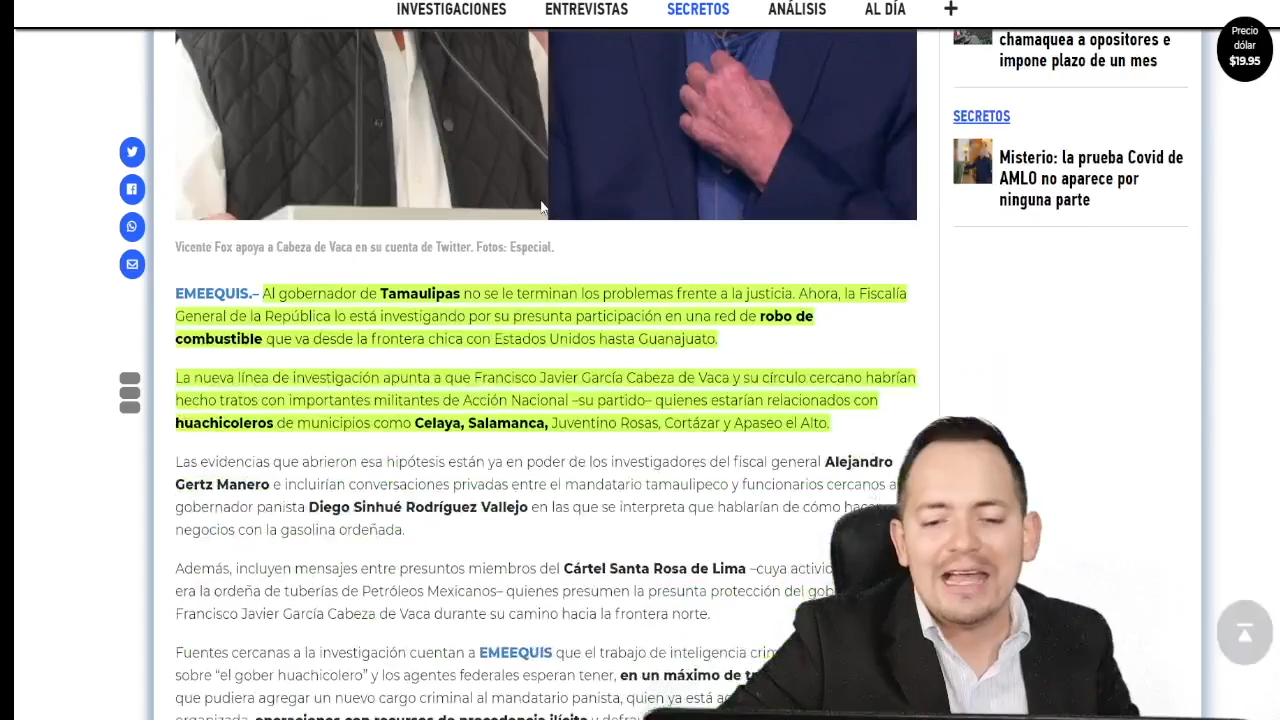 INVESTIGACIONES ENTREVISTAS SECRETOS ANÁLISIS AL DÍA +
Precio
dólar
$19.95
chamaquea a opositores e
impone plazo de un mes
SECRETOS
Misterio: la prueba Covid de
AMLO no aparece por
ninguna parte
Vicente Fox apoya a Cabeza de Vaca en su cuenta de Twitter. Fotos: Especial.
EMEEQUIS.– Al gobernador de Tamaulipas no se le terminan los problemas frente a la justicia. Ahora, la Fiscalía
General de la República lo está investigando por su presunta participación en una red de robo de
combustible que va desde la frontera chica con Estados Unidos hasta Guanajuato.
La nueva línea de investigación apunta a que Francisco Javier García Cabeza de Vaca y su círculo cercano habrían
hecho tratos con importantes militantes de Acción Nacional –su partido– quienes estarían relacionados con
huachicoleros de municipios como Celaya, Salamanca, Juventino Rosas, Cortázar y Apaseo el Alto.
Las evidencias que abrieron esa hipótesis están ya en poder de los investigadores del fiscal general Alejandro
Gertz Manero e incluirían conversaciones privadas entre el mandatario tamaulipeco y funcionarios cercanos a
gobernador panista Diego Sinhué Rodríguez Vallejo en las que se interpreta que hablarían de cómo
negocios con la gasolina ordeñada.
Además, incluyen mensajes entre presuntos miembros del Cártel Santa Rosa de Lima –cuya
era la ordeña de tuberías de Petróleos Mexicanos– quienes presumen la presunta protección del
Francisco Javier García Cabeza de Vaca durante su camino hacia la frontera norte.
Fuentes cercanas a la investigación cuentan a EMEEQUIS que el trabajo de inteligencia
sobre “el gober huachicolero” y los agentes federales esperan tener, en un máximo de
que pudiera agregar un nuevo cargo criminal al mandatario panista, quien ya está
organizada, operaciones con recursos de procedencia ilícita y